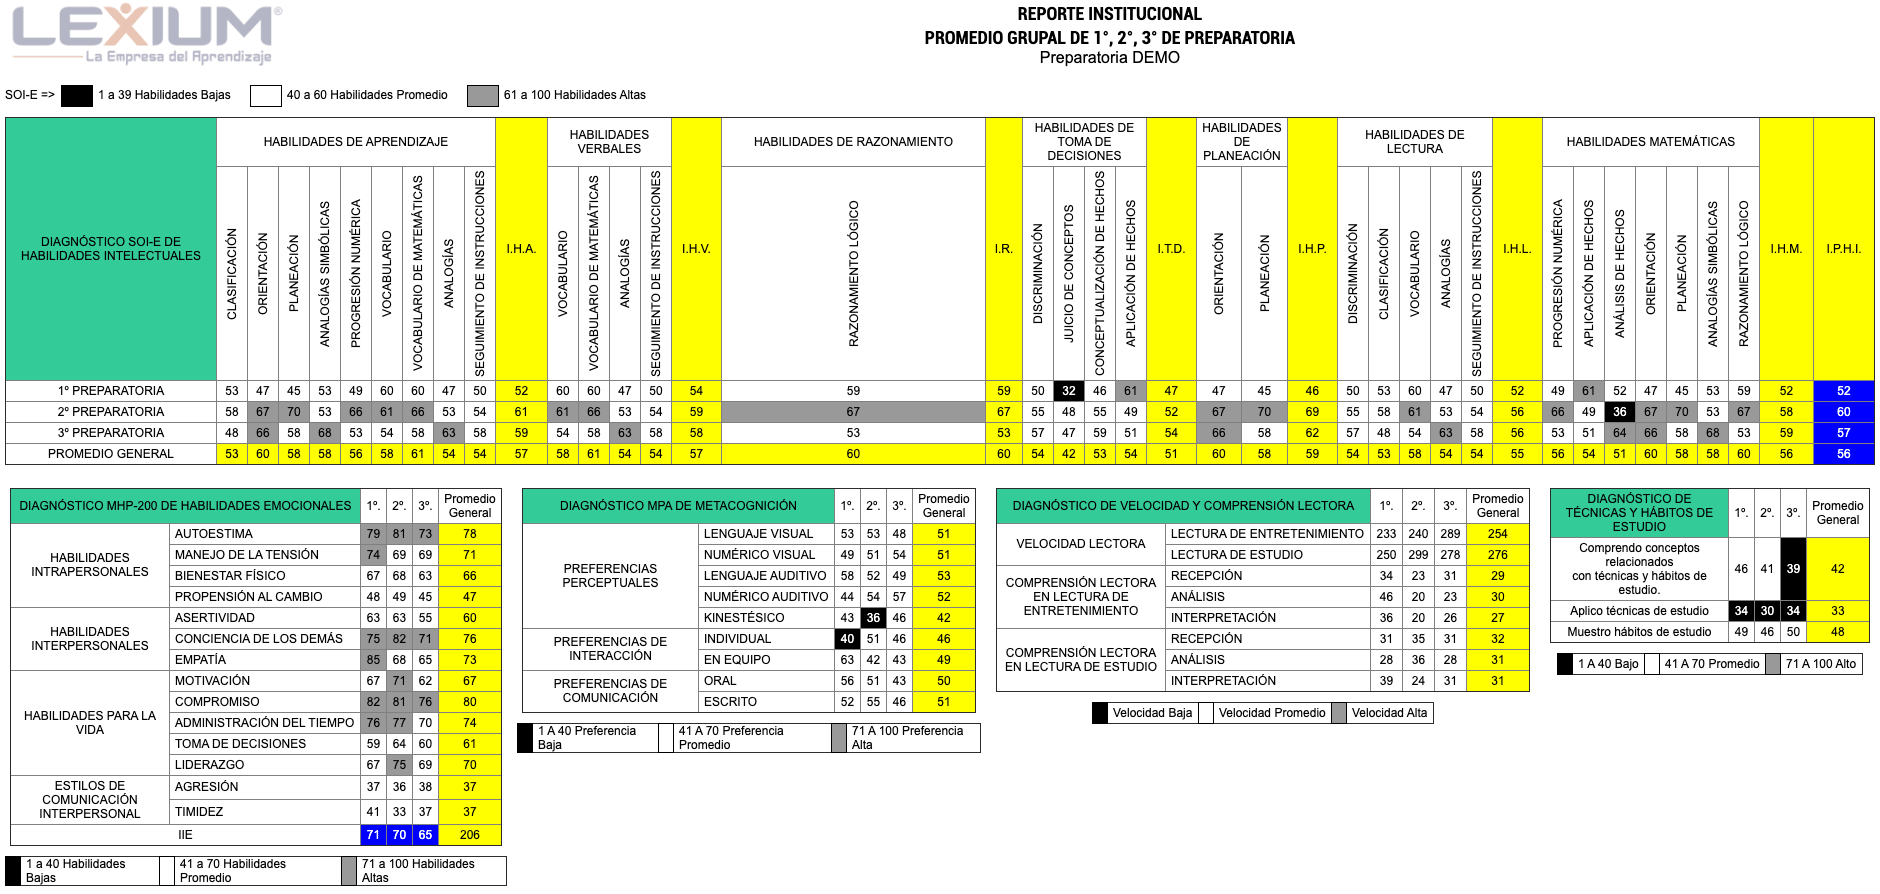 LEXIUM®
La Empresa del Aprendizaje
REPORTE INSTITUCIONAL
PROMEDIO GRUPAL DE 1°, 2°, 3° DE PREPARATORIA
Preparatoria DEMO
SOI-E => 1 a 39 Habilidades Bajas 40 a 60 Habilidades Promedio 61 a 100 Habilidades Altas
DIAGNÓSTICO SOI-E DE
HABILIDADES INTELECTUALES
HABILIDADES DE APRENDIZAJE
CLASIFICACIÓN
ORIENTACIÓN
PLANEACIÓN
ANALOGÍAS SIMBÓLICAS
PROGRESIÓN NUMÉRICA
VOCABULARIO
VOCABULARIO DE MATEMÁTICAS
ANALOGÍAS
SEGUIMIENTO DE INSTRUCCIONES
I.H.A.
HABILIDADES
VERBALES
VOCABULARIO
VOCABULARIO DE MATEMÁTICAS
ANALOGÍAS
SEGUIMIENTO DE INSTRUCCIONES
I.H.V.
HABILIDADES DE RAZONAMIENTO
RAZONAMIENTO LÓGICO
I.R.
HABILIDADES DE
TOMA DE
DECISIONES
DISCRIMINACIÓN
JUICIO DE CONCEPTOS
CONCEPTUALIZACIÓN DE HECHOS
APLICACIÓN DE HECHOS
I.T.D.
HABILIDADES
DE
PLANEACIÓN
ORIENTACIÓN
PLANEACIÓN
I.H.P.
HABILIDADES DE
LECTURA
DISCRIMINACIÓN
CLASIFICACIÓN
VOCABULARIO
ANALOGÍAS
SEGUIMIENTO DE INSTRUCCIONES
I.H.L.
HABILIDADES MATEMÁTICAS
PROGRESIÓN NUMÉRICA
APLICACIÓN DE HECHOS
ANÁLISIS DE HECHOS
ORIENTACIÓN
PLANEACIÓN
ANALOGÍAS SIMBÓLICAS
RAZONAMIENTO LÓGICO
I.H.M.
I.P.H.I.
1º PREPARATORIA 53 47 45 53 49 60 60 47 50 52 60 60 47 50 54 59 59 50 32 46 61 47 47 45 46 50 53 60 47 50 52 49 61 52 47 45 53 59 52 52
2º PREPARATORIA 58 67 70 53 66 61 66 53 54 61 61 66 53 54 59 67 67 55 48 55 49 52 67 70 69 55 58 61 53 54 56 66 49 36 67 70 53 67 58 60
3º PREPARATORIA 48 66 58 68 53 54 58 63 58 59 54 58 63 58 58 53 53 57 47 59 51 54 66 58 62 57 48 54 63 58 56 53 51 64 66 58 68 53 59 57
PROMEDIO GENERAL 53 60 58 58 56 58 61 54 54 57 58 61 54 54 57 60 60 54 42 53 54 51 60 58 59 54 53 58 54 54 55 56 54 51 60 58 58 60 56 56
DIAGNÓSTICO MHP-200 DE HABILIDADES EMOCIONALES 1º. 2º. 3º. Promedio
General
HABILIDADES
INTRAPERSONALES
AUTOESTIMA 79 81 73 78
MANEJO DE LA TENSIÓN 74 69 69 71
BIENESTAR FÍSICO 67 68 63 66
PROPENSIÓN AL CAMBIO 48 49 45 47
HABILIDADES
INTERPERSONALES
ASERTIVIDAD 63 63 55 60
CONCIENCIA DE LOS DEMÁS 75 82 71 76
EMPATÍA 85 68 65 73
HABILIDADES PARA LA
VIDA
MOTIVACIÓN 67 71 62 67
COMPROMISO 82 81 76 80
ADMINISTRACIÓN DEL TIEMPO 76 77 70 74
TOMA DE DECISIONES 59 64 60 61
LIDERAZGO 67 75 69 70
ESTILOS DE
COMUNICACIÓN
INTERPERSONAL
AGRESIÓN 37 36 38 37
TIMIDEZ 41 33 37 37
IIE 71 70 65 206
1 a 40 Habilidades
Bajas
41 a 70 Habilidades
Promedio
71 a 100 Habilidades
Altas
DIAGNÓSTICO MPA DE METACOGNICIÓN 1º. 2º. 3º. Promedio
General
PREFERENCIAS
PERCEPTUALES
LENGUAJE VISUAL 53 53 48 51
NUMÉRICO VISUAL 49 51 54 51
LENGUAJE AUDITIVO 58 52 49 53
NUMÉRICO AUDITIVO 44 54 57 52
KINESTÉSICO 43 36 46 42
PREFERENCIAS DE
INTERACCIÓN
INDIVIDUAL 40 51 46 46
EN EQUIPO 63 42 43 49
PREFERENCIAS DE
COMUNICACIÓN
ORAL 56 51 43 50
ESCRITO 52 55 46 51
1 A 40 Preferencia
Baja
41 A 70 Preferencia
Promedio
71 A 100 Preferencia
Alta
DIAGNÓSTICO DE VELOCIDAD Y COMPRENSIÓN LECTORA 1º. 2º. 3º. Promedio
General
VELOCIDAD LECTORA
LECTURA DE ENTRETENIMIENTO 233 240 289 254
LECTURA DE ESTUDIO 250 299 278 276
COMPRENSIÓN LECTORA
EN LECTURA DE
ENTRETENIMIENTO
RECEPCIÓN 34 23 31 29
ANÁLISIS 46 20 23 30
INTERPRETACIÓN 36 20 26 27
COMPRENSIÓN LECTORA
EN LECTURA DE ESTUDIO
RECEPCIÓN 31 35 31 32
ANÁLISIS 28 36 28 31
INTERPRETACIÓN 39 24 31 31
Velocidad Baja Velocidad Promedio Velocidad Alta
DIAGNÓSTICO DE
TÉCNICAS Y HÁBITOS DE
ESTUDIO
1º. 2º. 3º. Promedio
General
Comprendo conceptos
relacionados
con técnicas y hábitos de
estudio.
46 41 39 42
Aplico técnicas de estudio 34 30 34 33
Muestro hábitos de estudio 49 46 50 48
1 A 40 Bajo 41 A 70 Promedio 71 A 100 Alto